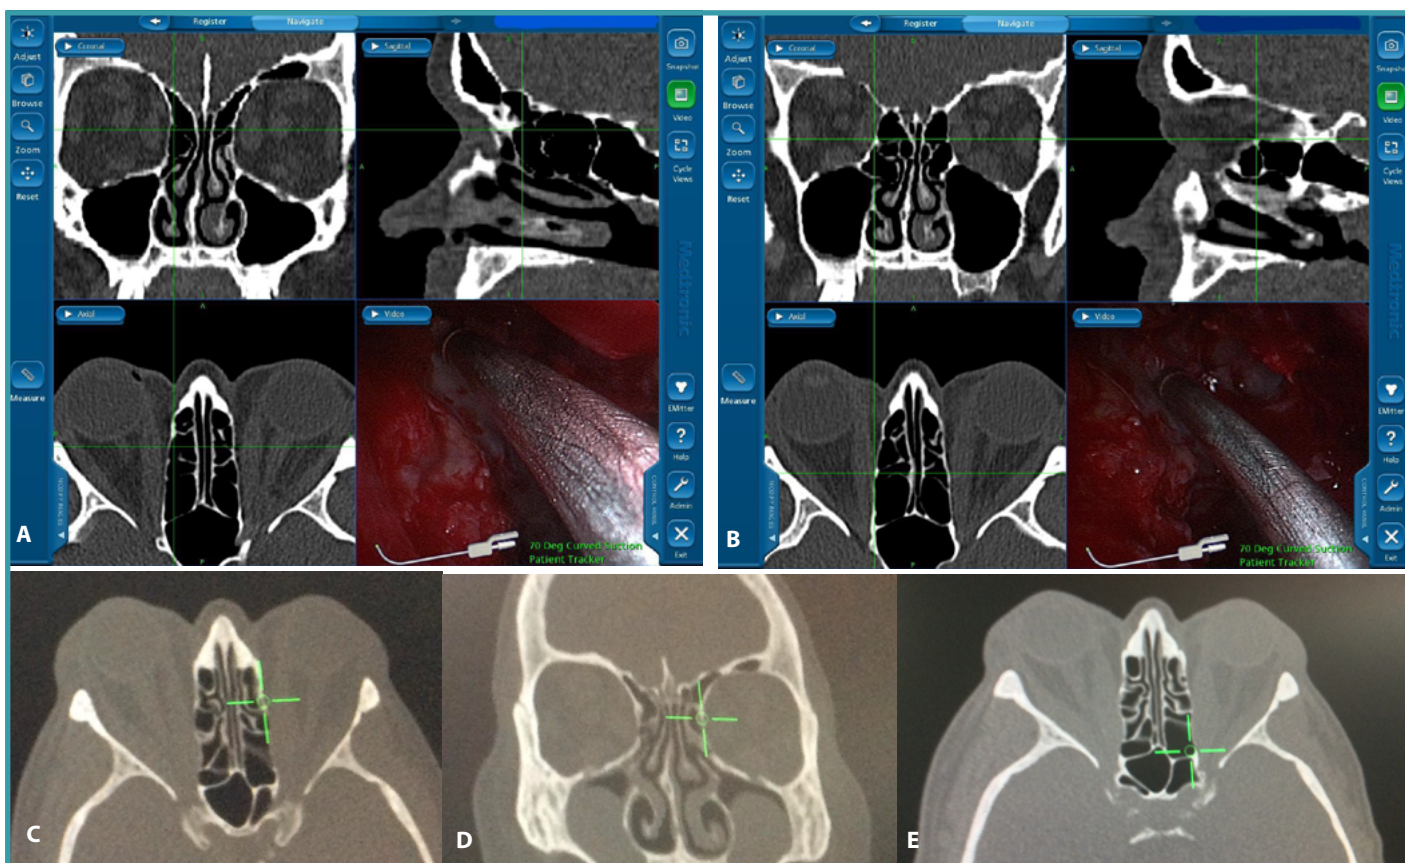 Register
Navigate
Adjust
Browse
Zoom
Reset
Measure
Coronal
Sagittal
Axial
Video
Snapshot
Video
Cycle
Views
Medtronic
EMitter
Help
Admin
Exit
70 Deg Curved Suction
Patient Tracker
A
A
P
A
Register
Navigate
Adjust
Browse
Zoom
Reset
Measure
Coronal
Sagittal
Axial
Video
Snapshot
Video
Cycle
Views
Medtronic
EMitter
Help
Admin
Exit
70 Deg Curved Suction
Patient Tracker
A
A
B
C
D
E